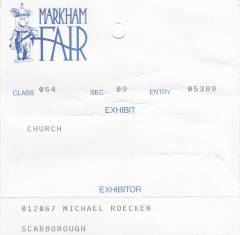 MARKHAM
FAIR
CLASS 054 SEC 09 ENTRY 05389
EXHIBIT
CHURCH
EXHIBITOR
012067 MICHAEL ROECKEN
SCARBOROUGH